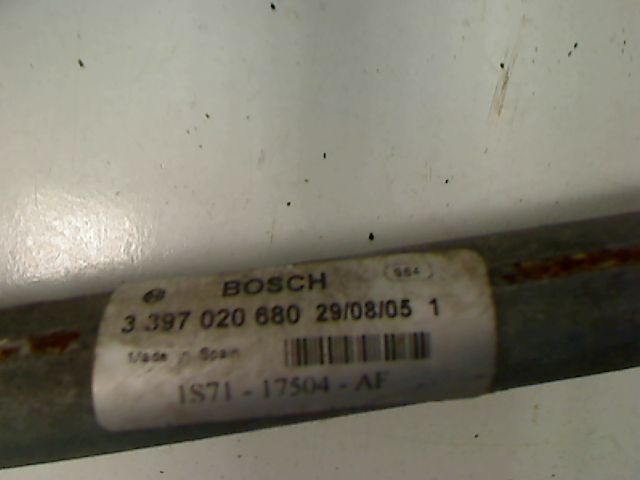 BOSCH 984
3 397 020 680 29/08/05 1
Made in Spain
1S71 - 17504 - AF